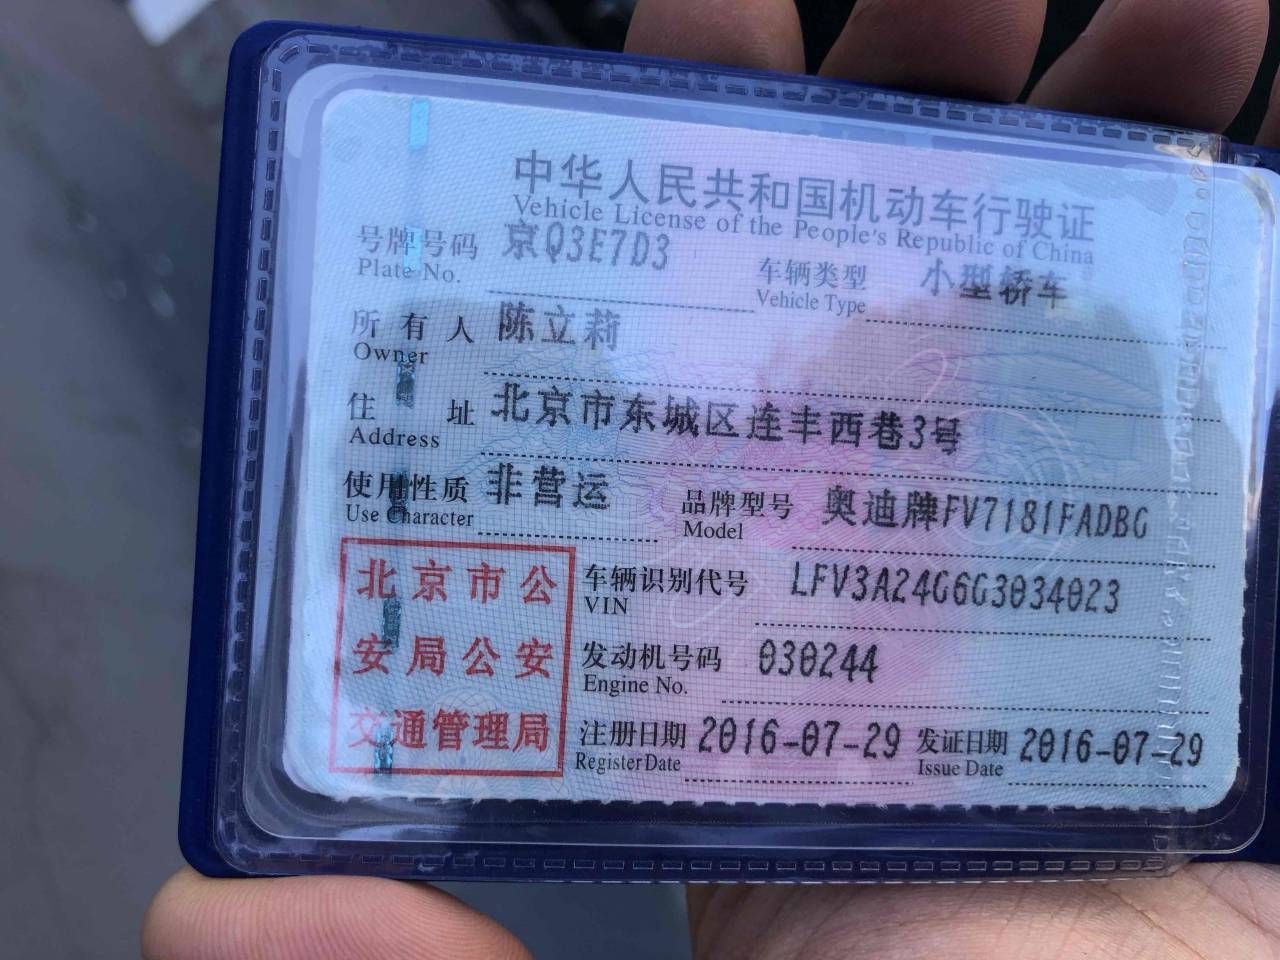 中华人民共和国机动车行驶证
Vehicle License of the People's Republic of China
号牌号码 京Q3E7D3 车辆类型 小型轿车
Plate No. Vehicle Type
所有人 陈立莉
Owner
住址 北京市东城区连丰西巷3号
Address
使用性质 非营运 品牌型号 奥迪牌FV7181FADBG
Use Character Model
北京市公
安局公安
交通管理局
车辆识别代号 LFV3A24G6G3034023
VIN
发动机号码 030244
Engine No.
注册日期 2016-07-29 发证日期 2016-07-29
Register Date Issue Date